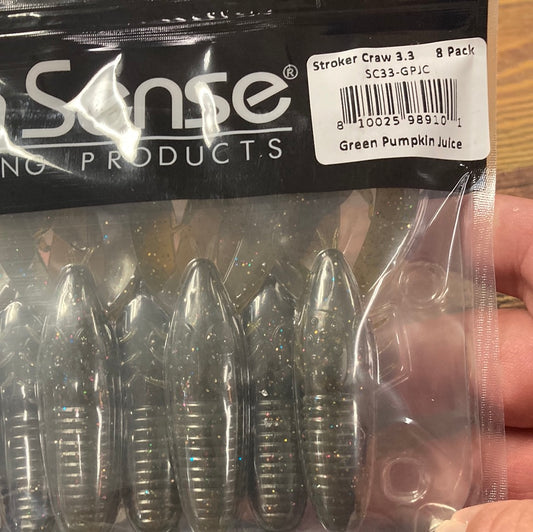 Sense®
NG PRODUCTS
Stroker Craw 3.3 8 Pack
SC33-GPJC
8 10025 98910 1
Green Pumpkin Juice